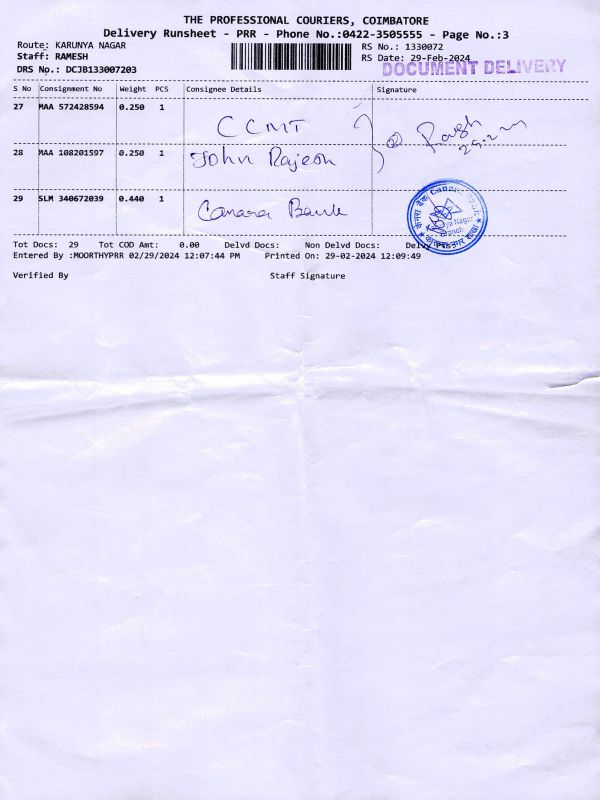 THE PROFESSIONAL COURIERS, COIMBATORE
Delivery Runsheet - PRR - Phone No.:0422-3505555 - Page No.:3
Route: KARUNYA NAGAR
RS No.: 1330072
Staff: RAMESH
RS Date: 29-Feb-2024
DRS No.: DCJB133007203
DOCUMENT DELIVERY
S No Consignment No Weight PCS Consignee Details Signature
27 MAA 572428594 0.250 1
CCMT
28 MAA 108201597 0.250 1
John
29 SLM 340672039 0.440 1
Canara Bank
Canara
केनरा बैंक
Branch
Tot Docs: 29 Tot COD Amt: 0.00 Delvd Docs: Non Delvd Docs:
Entered By :MOORTHYPRR 02/29/2024 12:07:44 PM Printed On: 29-02-2024 12:09:49
Verified By Staff Signature